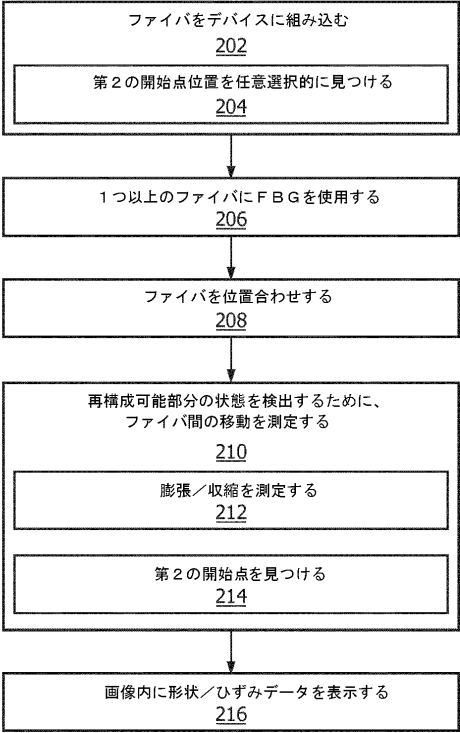 ファイバをデバイスに組み込む
202
第２の開始点位置を任意選択的に見つける
204
１つ以上のファイバにＦＢＧを使用する
206
ファイバを位置合わせする
208
再構成可能部分の状態を検出するために、
ファイバ間の移動を測定する
210
膨張／収縮を測定する
212
第２の開始点を見つける
214
画像内に形状／ひずみデータを表示する
216